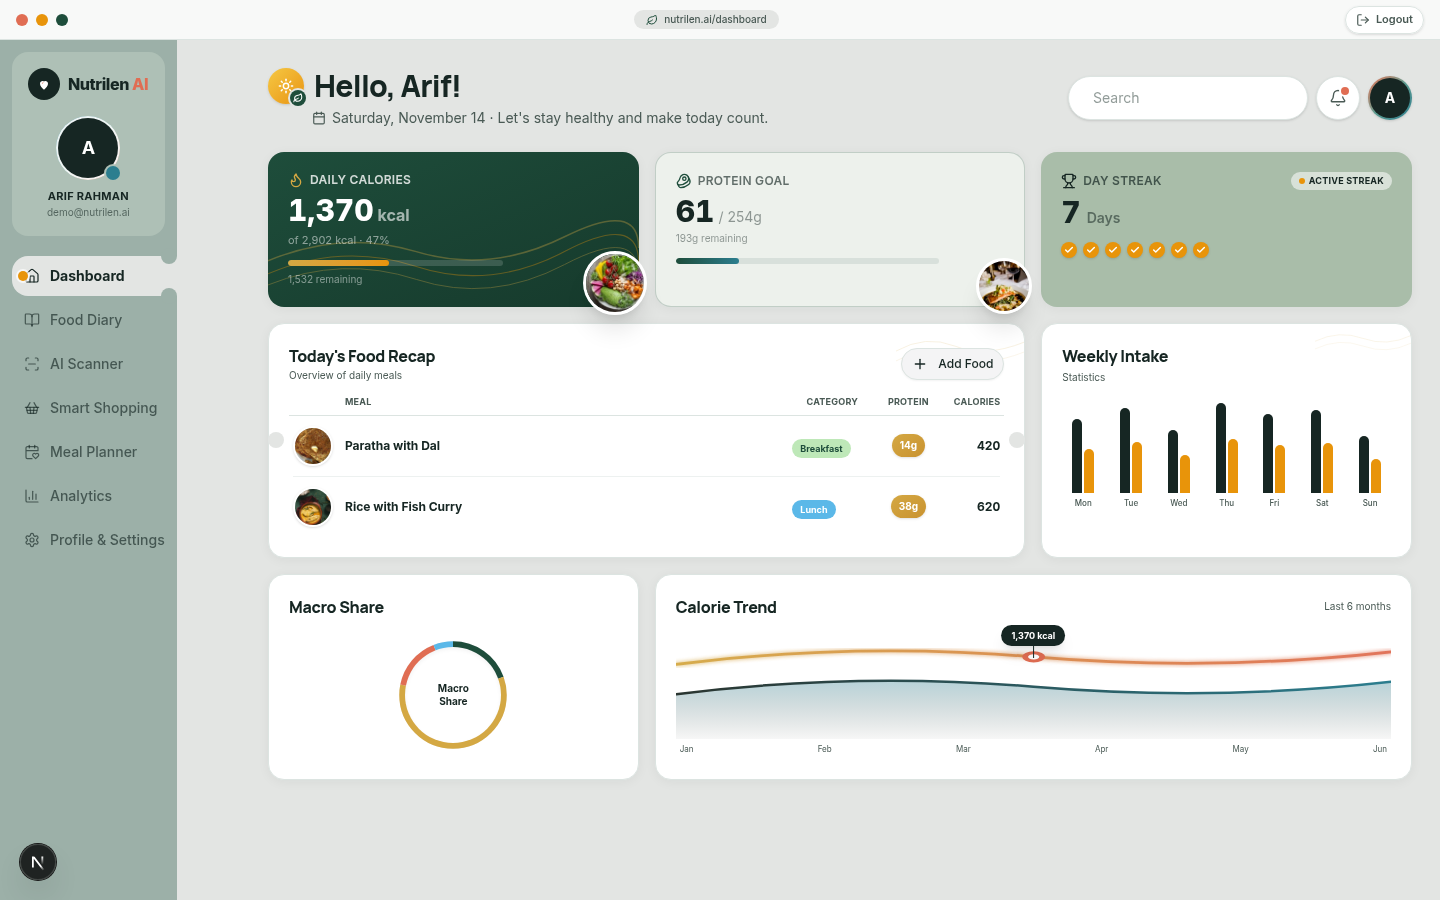 nutrilen.ai/dashboard
Logout
Nutrilen AI
A
ARIF RAHMAN
demo@nutrilen.ai
Dashboard
Food Diary
AI Scanner
Smart Shopping
Meal Planner
Analytics
Profile & Settings
N
Hello, Arif!
Saturday, November 14 · Let's stay healthy and make today count.
Search
A
DAILY CALORIES
1,370 kcal
of 2,902 kcal · 47%
1,532 remaining
PROTEIN GOAL
61 / 254g
193g remaining
DAY STREAK
ACTIVE STREAK
7 Days
Today's Food Recap
Overview of daily meals
Add Food
MEAL CATEGORY PROTEIN CALORIES
Paratha with Dal Breakfast 14g 420
Rice with Fish Curry Lunch 38g 620
Weekly Intake
Statistics
Mon Tue Wed Thu Fri Sat Sun
Macro Share
Macro
Share
Calorie Trend
Last 6 months
1,370 kcal
Jan Feb Mar Apr May Jun